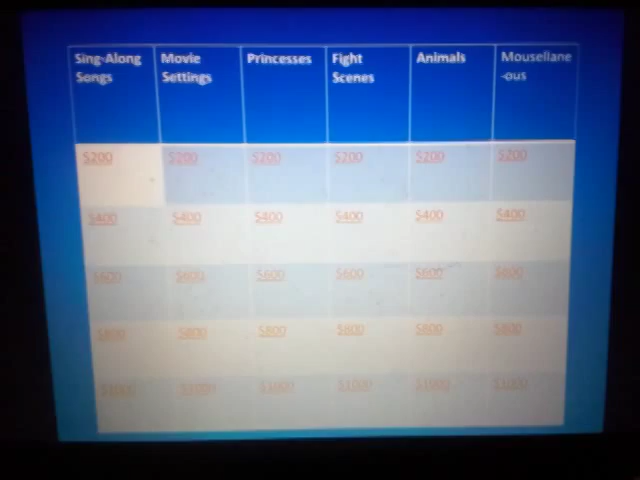 Sing-Along Songs Movie Settings Princesses Fight Scenes Animals Mousellane-ous
$200 $200 $200 $200 $200 $200
$400 $400 $400 $400 $400 $400
$600 $600 $600 $600 $600 $600
$800 $800 $800 $800 $800 $800
$1000 $1000 $1000 $1000 $1000 $1000